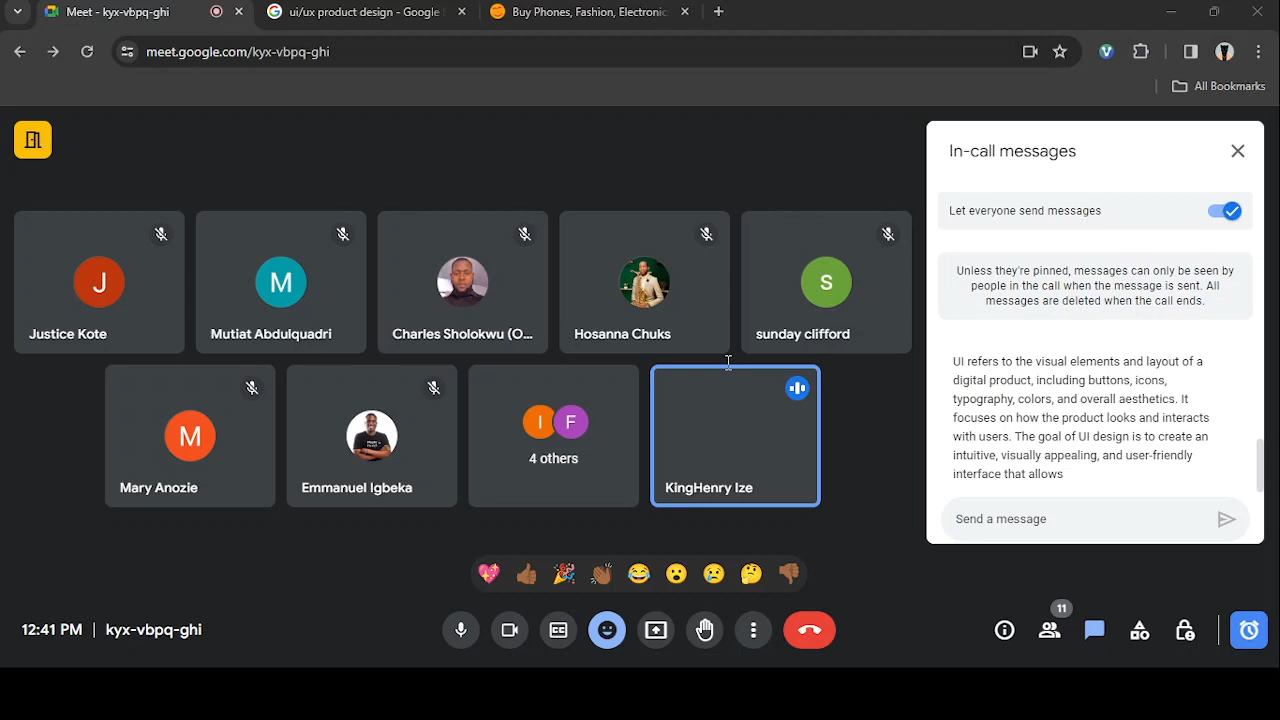 Meet - kyx-vbpq-ghi
ui/ux product design - Google
Buy Phones, Fashion, Electronic
meet.google.com/kyx-vbpq-ghi
All Bookmarks
In-call messages
Let everyone send messages
Unless they're pinned, messages can only be seen by
people in the call when the message is sent. All
messages are deleted when the call ends.
UI refers to the visual elements and layout of a
digital product, including buttons, icons,
typography, colors, and overall aesthetics. It
focuses on how the product looks and interacts
with users. The goal of UI design is to create an
intuitive, visually appealing, and user-friendly
interface that allows
Send a message
J
M
S
Justice Kote
Mutiat Abdulquadri
Charles Sholokwu (O...
Hosanna Chuks
sunday clifford
M
I
F
4 others
Mary Anozie
Emmanuel Igbeka
KingHenry Ize
12:41 PM
kyx-vbpq-ghi
CC
11